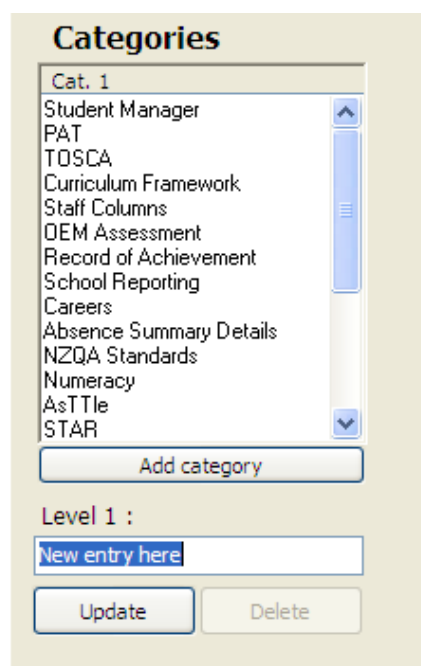 Categories
Cat. 1
Student Manager
PAT
TOSCA
Curriculum Framework
Staff Columns
OEM Assessment
Record of Achievement
School Reporting
Careers
Absence Summary Details
NZQA Standards
Numeracy
AsTTle
STAR
Add category
Level 1 :
New entry here
Update Delete